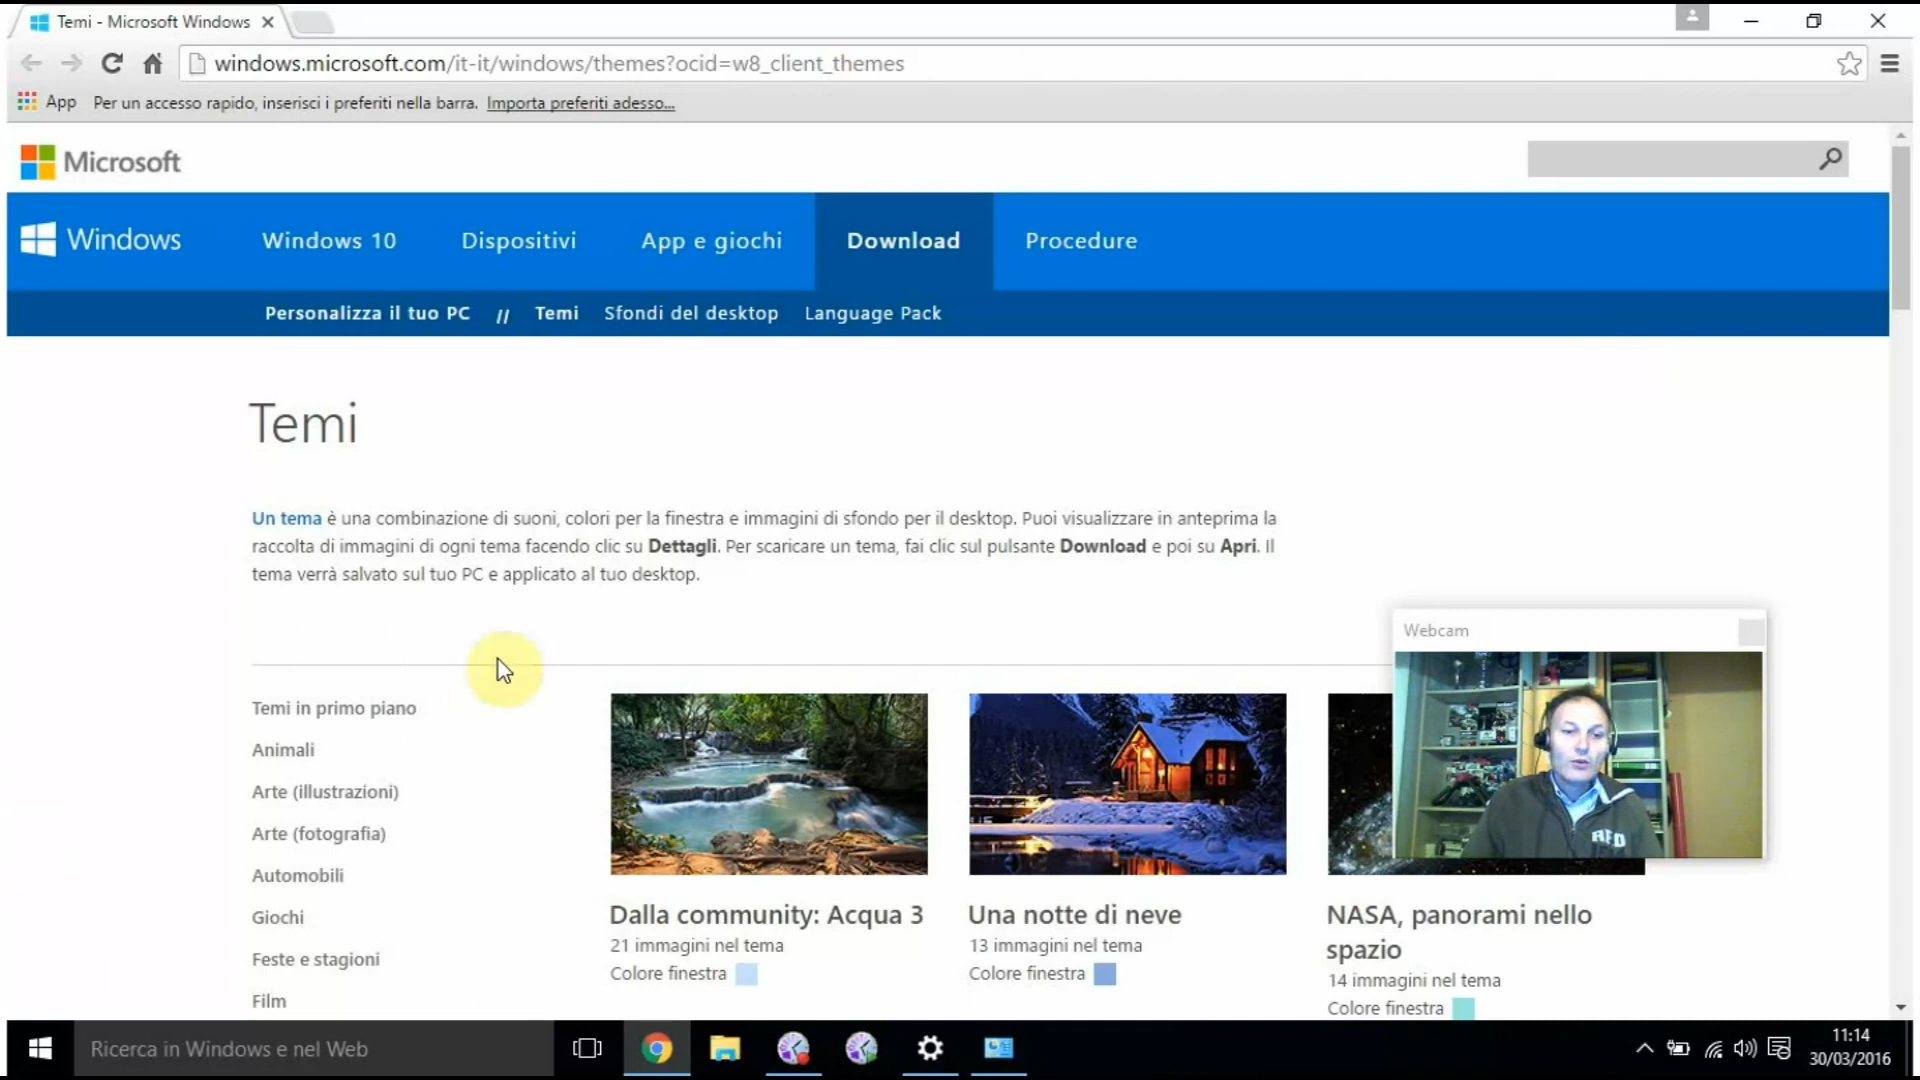 Temi - Microsoft Windows
windows.microsoft.com/it-it/windows/themes?ocid=w8_client_themes
App Per un accesso rapido, inserisci i preferiti nella barra. Importa preferiti adesso...
Microsoft
Windows Windows 10 Dispositivi App e giochi Download Procedure
Personalizza il tuo PC // Temi Sfondi del desktop Language Pack
Temi
Un tema è una combinazione di suoni, colori per la finestra e immagini di sfondo per il desktop. Puoi visualizzare in anteprima la
raccolta di immagini di ogni tema facendo clic su Dettagli. Per scaricare un tema, fai clic sul pulsante Download e poi su Apri. Il
tema verrà salvato sul tuo PC e applicato al tuo desktop.
Temi in primo piano
Animali
Arte (illustrazioni)
Arte (fotografia)
Automobili
Giochi
Feste e stagioni
Film
Dalla community: Acqua 3
21 immagini nel tema
Colore finestra
Una notte di neve
13 immagini nel tema
Colore finestra
NASA, panorami nello
spazio
14 immagini nel tema
Colore finestra
Webcam
Ricerca in Windows e nel Web
11:14
30/03/2016